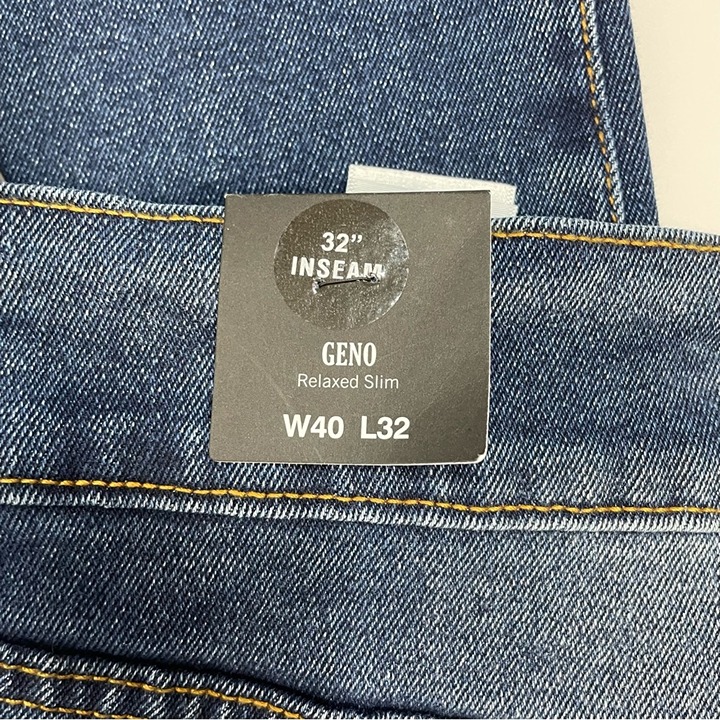 32”
INSEAM
GENO
Relaxed Slim
W40 L32